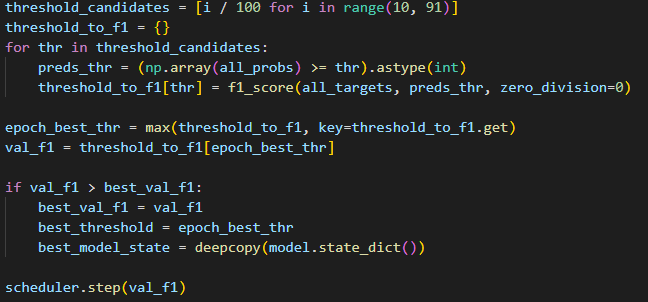 threshold_candidates = [i / 100 for i in range(10, 91)]
threshold_to_f1 = {}
for thr in threshold_candidates:
    preds_thr = (np.array(all_probs) >= thr).astype(int)
    threshold_to_f1[thr] = f1_score(all_targets, preds_thr, zero_division=0)

epoch_best_thr = max(threshold_to_f1, key=threshold_to_f1.get)
val_f1 = threshold_to_f1[epoch_best_thr]

if val_f1 > best_val_f1:
    best_val_f1 = val_f1
    best_threshold = epoch_best_thr
    best_model_state = deepcopy(model.state_dict())

scheduler.step(val_f1)